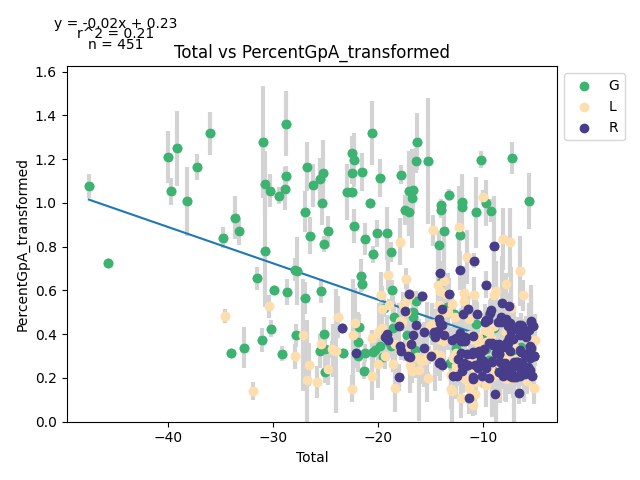 y = -0.02x + 0.23
r^2 = 0.21
n = 451
Total vs PercentGpA_transformed
G
L
R
PercentGpA_transformed
1.6
1.4
1.2
1.0
0.8
0.6
0.4
0.2
0.0
−40
−30
−20
−10
Total